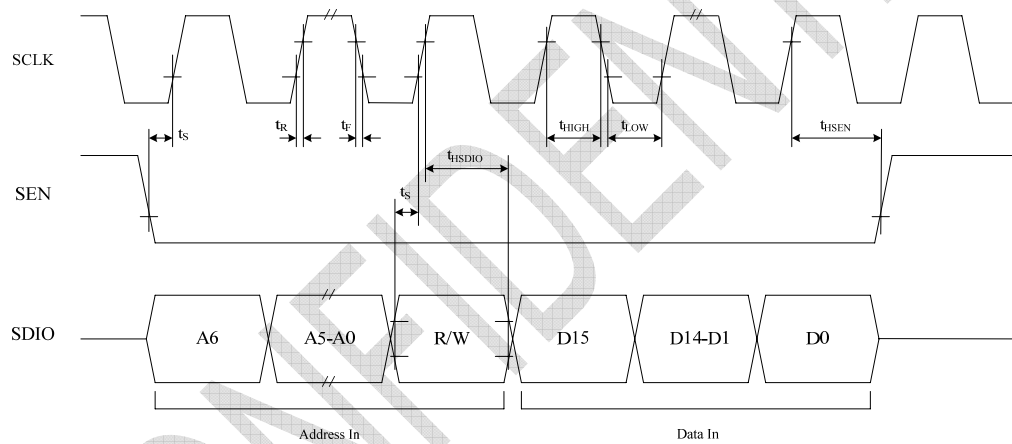 SCLK
tS tR tF tHIGH tLOW tHSEN
tHSDIO
SEN
tS
SDIO
A6 A5-A0 R/W D15 D14-D1 D0
Address In Data In
CONFIDENT